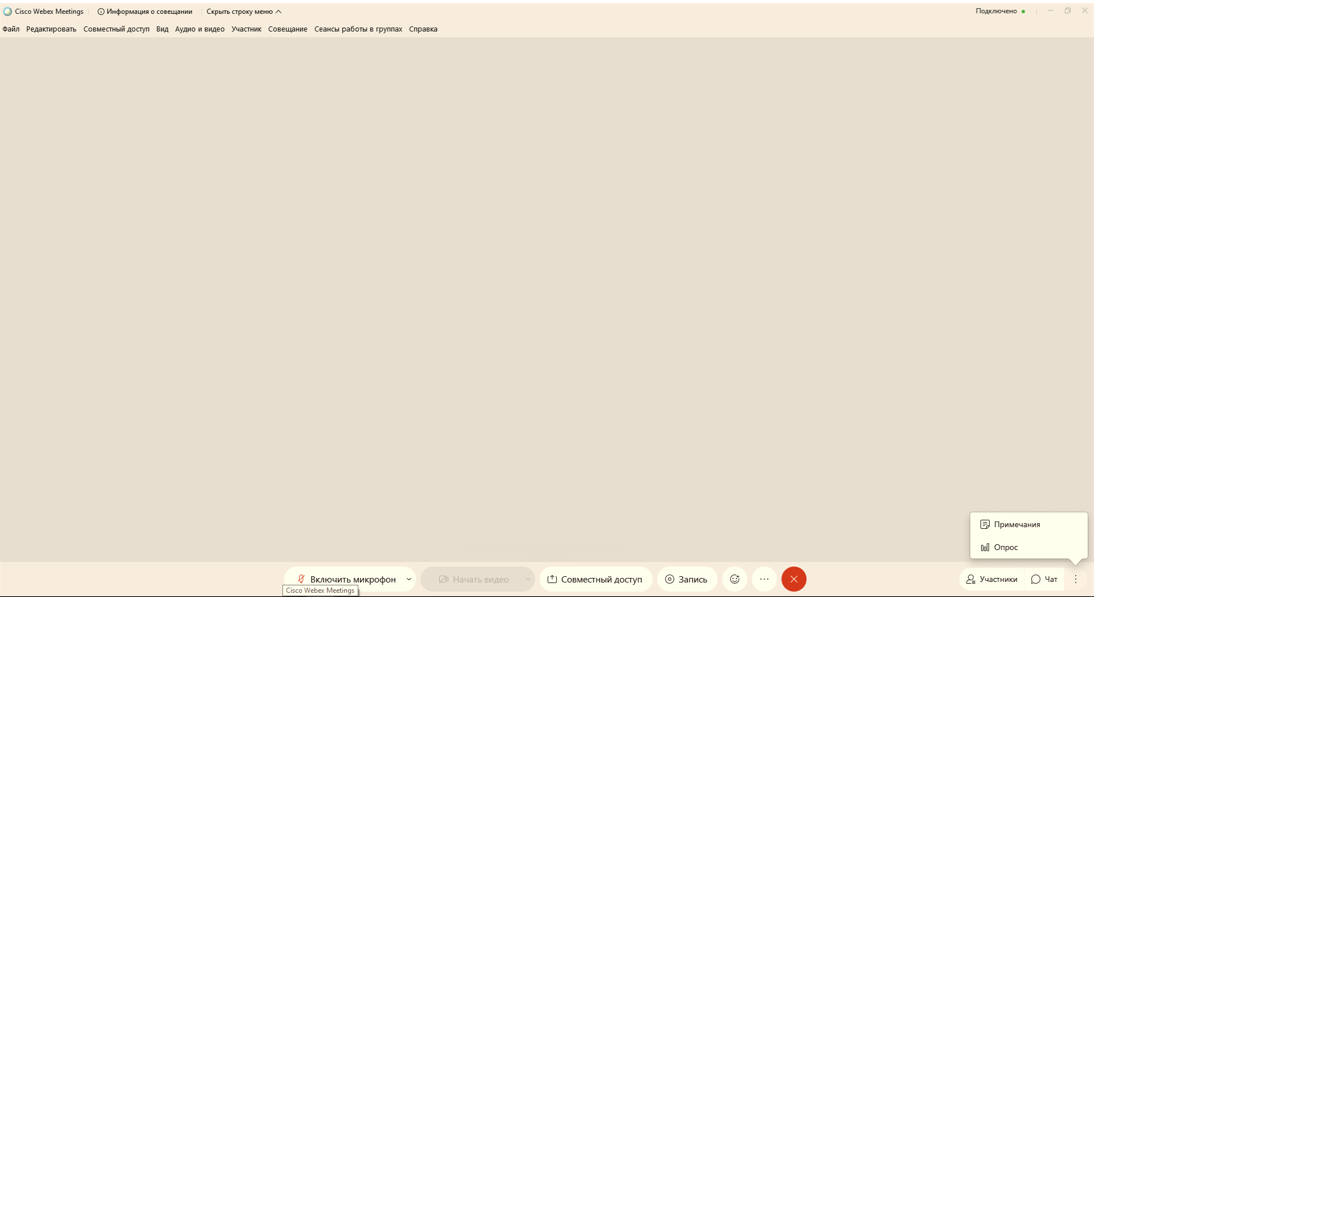 Cisco Webex Meetings Информация о совещании Скрыть строку меню Подключено
Файл Редактировать Совместный доступ Вид Аудио и видео Участник Совещание Сеансы работы в группах Справка
Примечания
Опрос
Включить микрофон Начать видео Совместный доступ Запись Участники Чат
Cisco Webex Meetings